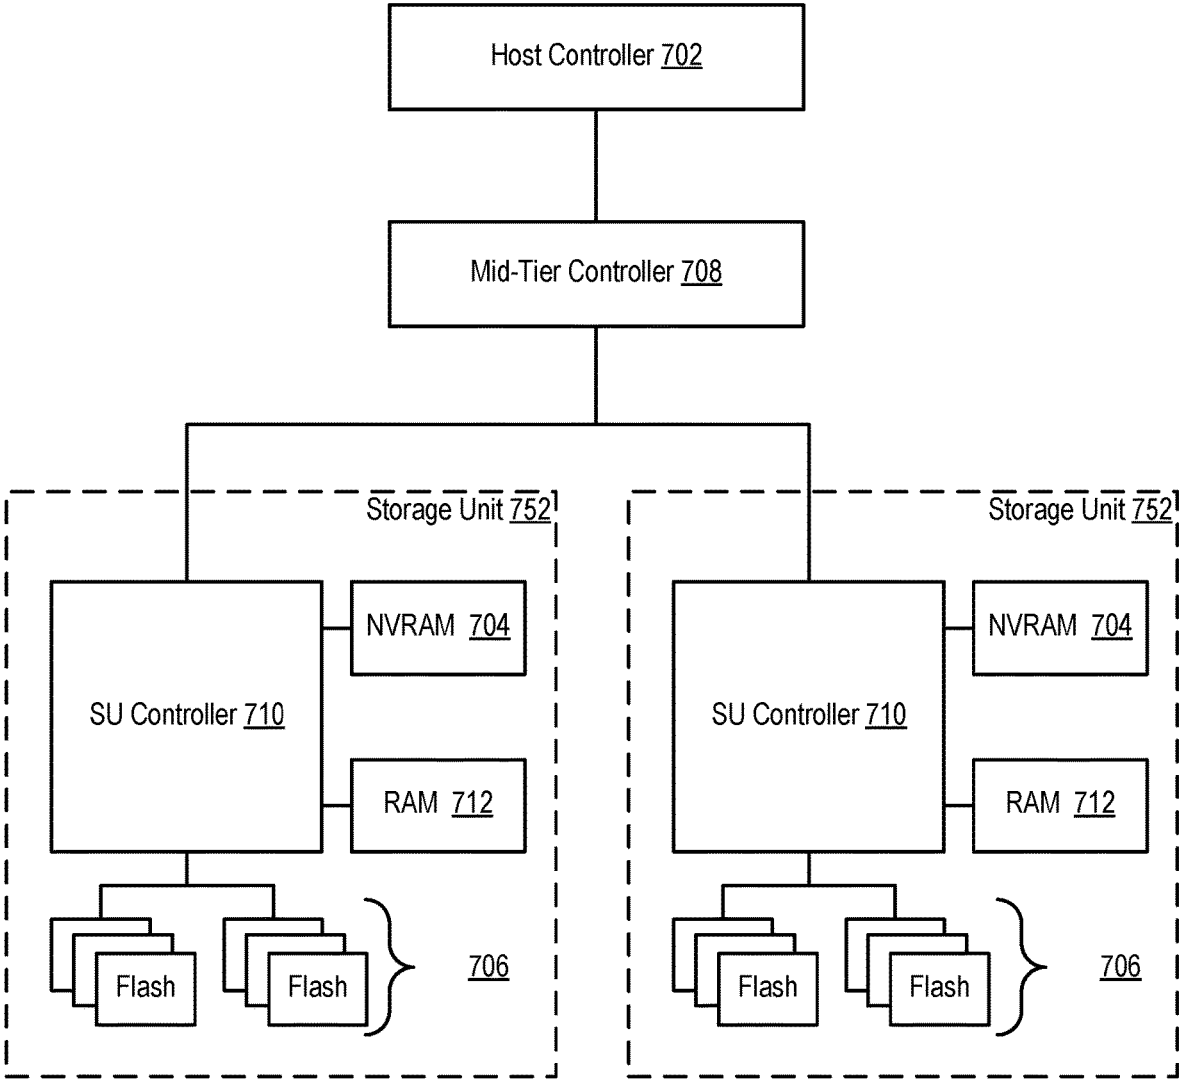 Host Controller 702
Mid-Tier Controller 708
Storage Unit 752
NVRAM 704
SU Controller 710
RAM 712
Flash
Flash
706
Storage Unit 752
NVRAM 704
SU Controller 710
RAM 712
Flash
Flash
706